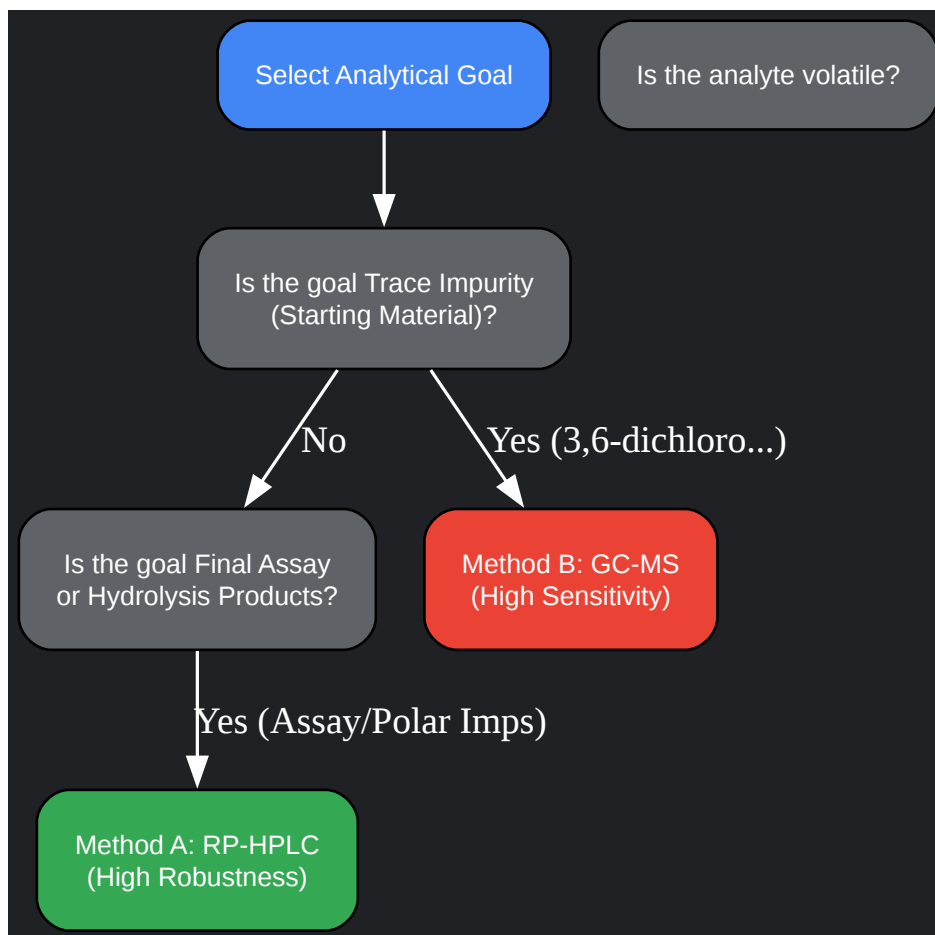 Select Analytical Goal
Is the analyte volatile?
Is the goal Trace Impurity
(Starting Material)?
No
Yes (3,6-dichloro...)
Is the goal Final Assay
or Hydrolysis Products?
Method B: GC-MS
(High Sensitivity)
Yes (Assay/Polar Imps)
Method A: RP-HPLC
(High Robustness)